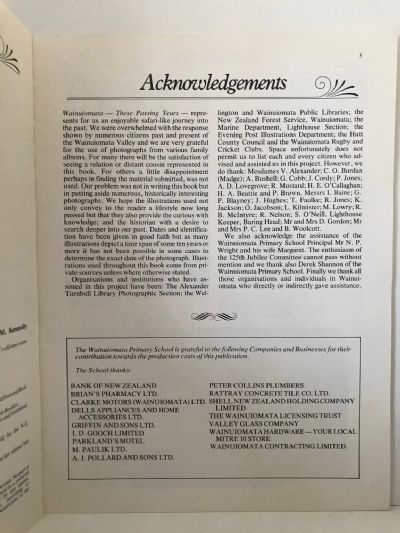 3
Acknowledgements
Wainuiomata — These Passing Years — repre-
sents for us an enjoyable safari-like journey into
the past. We were overwhelmed with the response
shown by numerous citizens past and present of
the Wainuiomata Valley and we are very grateful
for the use of photographs from various family
albums. For many there will be the satisfaction of
seeing a relation or distant cousin represented in
this book. For others a little disappointment
perhaps in finding the material submitted, was not
used. Our problem was not in writing this book but
in putting aside numerous, historically interesting
photographs. We hope the illustrations used not
only convey to the reader a lifestyle now long
passed but that they also provide the curious with
knowledge; and the historian with a desire to
search deeper into our past. Dates and identifica-
tion have been given in good faith but as many
illustrations depict a time span of some ten years or
more it has not been possible in some cases to
determine the exact date of the photograph. Illust-
rations used throughout this book come from pri-
vate sources unless where otherwise stated.
Organisations and institutions who have as-
sisted in this project have been: The Alexander
Turnbull Library Photographic Section; the Wel-
lington and Wainuiomata Public Libraries; the
New Zealand Forest Service, Wainuiomata; the
Marine Department, Lighthouse Section; the
Evening Post Illustrations Department; the Hutt
County Council and the Wainuiomata Rugby and
Cricket Clubs. Space unfortunately does not
permit us to list each and every citizen who ad-
vised and assisted us in this project. However, we
do thank: Mesdames V. Alexander; C. O. Burdan
(Madge); A. Bushell; G. Cobb; J. Cordy; P. Jones;
A. D. Lovegrove; R. Mustard; H. E. O'Callaghan;
H. A. Beattie and P. Brown. Messrs I. Baine; G.
P. Blayney; J. Hughes; T. Faulke; R. Jones; K.
Jackson; O. Jacobson; L. Kilmister; M. Lowry; R.
B. McIntyre; R. Nelson; S. O'Neill. Lighthouse
Keeper, Baring Head; Mr and Mrs D. Gordon;
Mr and Mrs P. C. Lee and B. Woolcott.
We also acknowledge the assistance of the
Wainuiomata Primary School Principal Mr N. P.
Wright and his wife Margaret. The enthusiasm of
the 125th Jubilee Committee cannot pass without
mention and we thank also Derek Shannon of the
Wainuiomata Primary School. Finally we thank all
those organisations and individuals in Wainui-
omata who directly or indirectly gave assistance.
The Wainuiomata Primary School is grateful to the following Companies and Businesses for their
contribution towards the production costs of this publication.
The School thanks:
BANK OF NEW ZEALAND
BRIAN'S PHARMACY LTD.
CLARKE MOTORS (WAINUIOMATA) LTD.
DELLS APPLIANCES AND HOME
ACCESSORIES LTD.
GRIFFIN AND SONS LTD.
I. D. GOOCH LIMITED
PARKLAND'S MOTEL
M. PAULIK LTD.
A. J. POLLARD AND SONS LTD.
PETER COLLINS PLUMBERS
RATTRAY CONCRETE TILE CO. LTD.
SHELL NEW ZEALAND HOLDING COMPANY
LIMITED
THE WAINUIOMATA LICENSING TRUST
VALLEY GLASS COMPANY
WAINUIOMATA HARDWARE — YOUR LOCAL
MITRE 10 STORE
WAINUIOMATA CONTRACTING LIMITED.
M. Kennedy